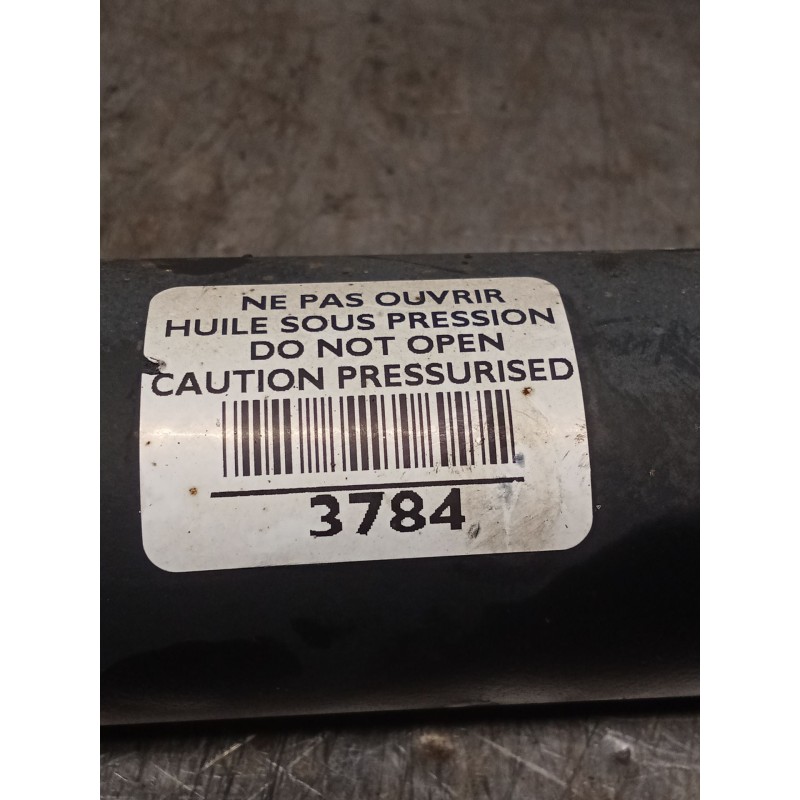 NE PAS OUVRIR
HUILE SOUS PRESSION
DO NOT OPEN
CAUTION PRESSURISED
3784